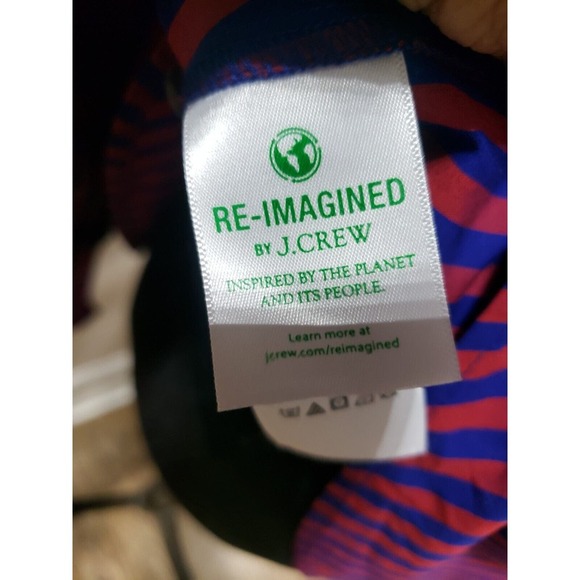 RE-IMAGINED
BY J.CREW
INSPIRED BY THE PLANET
AND ITS PEOPLE.
Learn more at
jcrew.com/reimagined